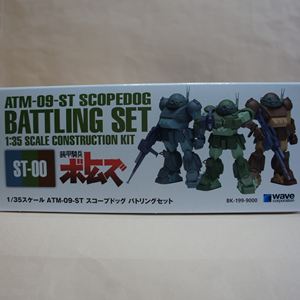 ATM-09-ST SCOPEDOG
BATTLING SET
1:35 SCALE CONSTRUCTION KIT
ST-00
装甲騎兵
ボトムズ
1/35スケール ATM-09-ST スコープドッグ バトリングセット
BK-199-9000
wave
corporation